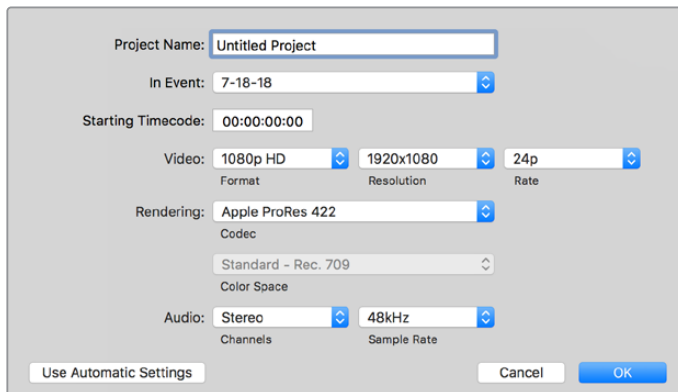 Project Name: Untitled Project
In Event: 7-18-18
Starting Timecode: 00:00:00:00
Video: 1080p HD 1920x1080 24p
Format Resolution Rate
Rendering: Apple ProRes 422
Codec
Standard - Rec. 709
Color Space
Audio: Stereo 48kHz
Channels Sample Rate
Use Automatic Settings Cancel OK